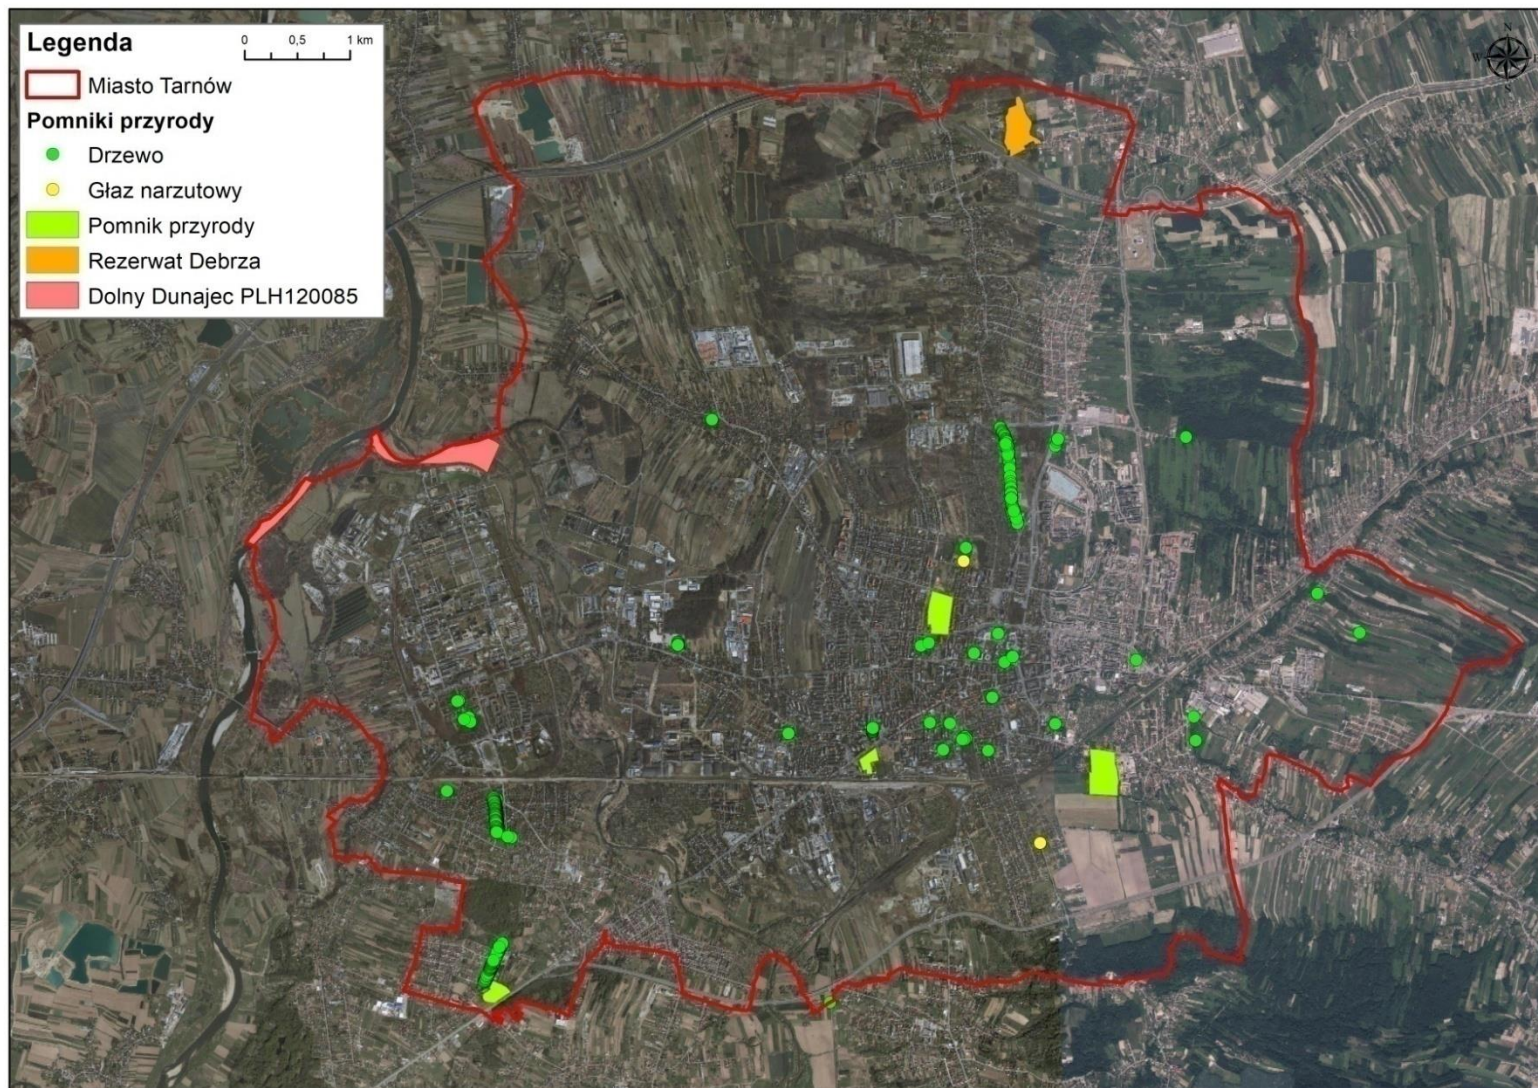 Legenda
0 0,5 1 km
Miasto Tarnów
Pomniki przyrody
Drzewo
Głaz narzutowy
Pomnik przyrody
Rezerwat Debrza
Dolny Dunajec PLH120085
N
W E
S